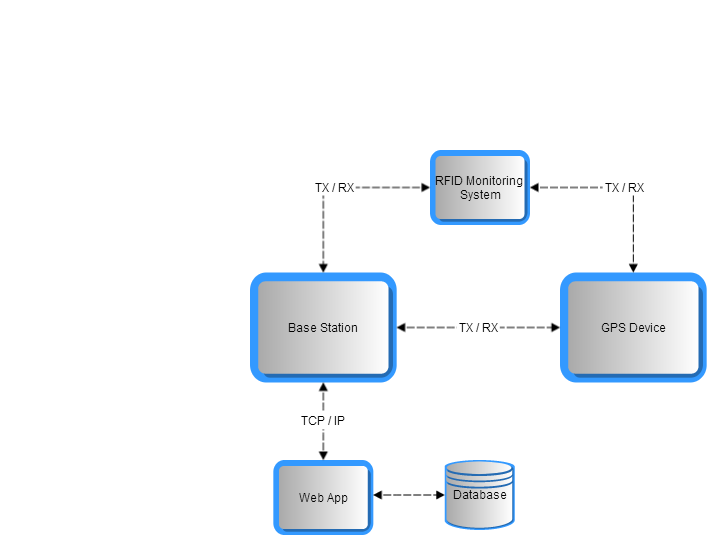 RFID Monitoring
System
TX / RX
TX / RX
Base Station
TX / RX
GPS Device
TCP / IP
Web App
Database